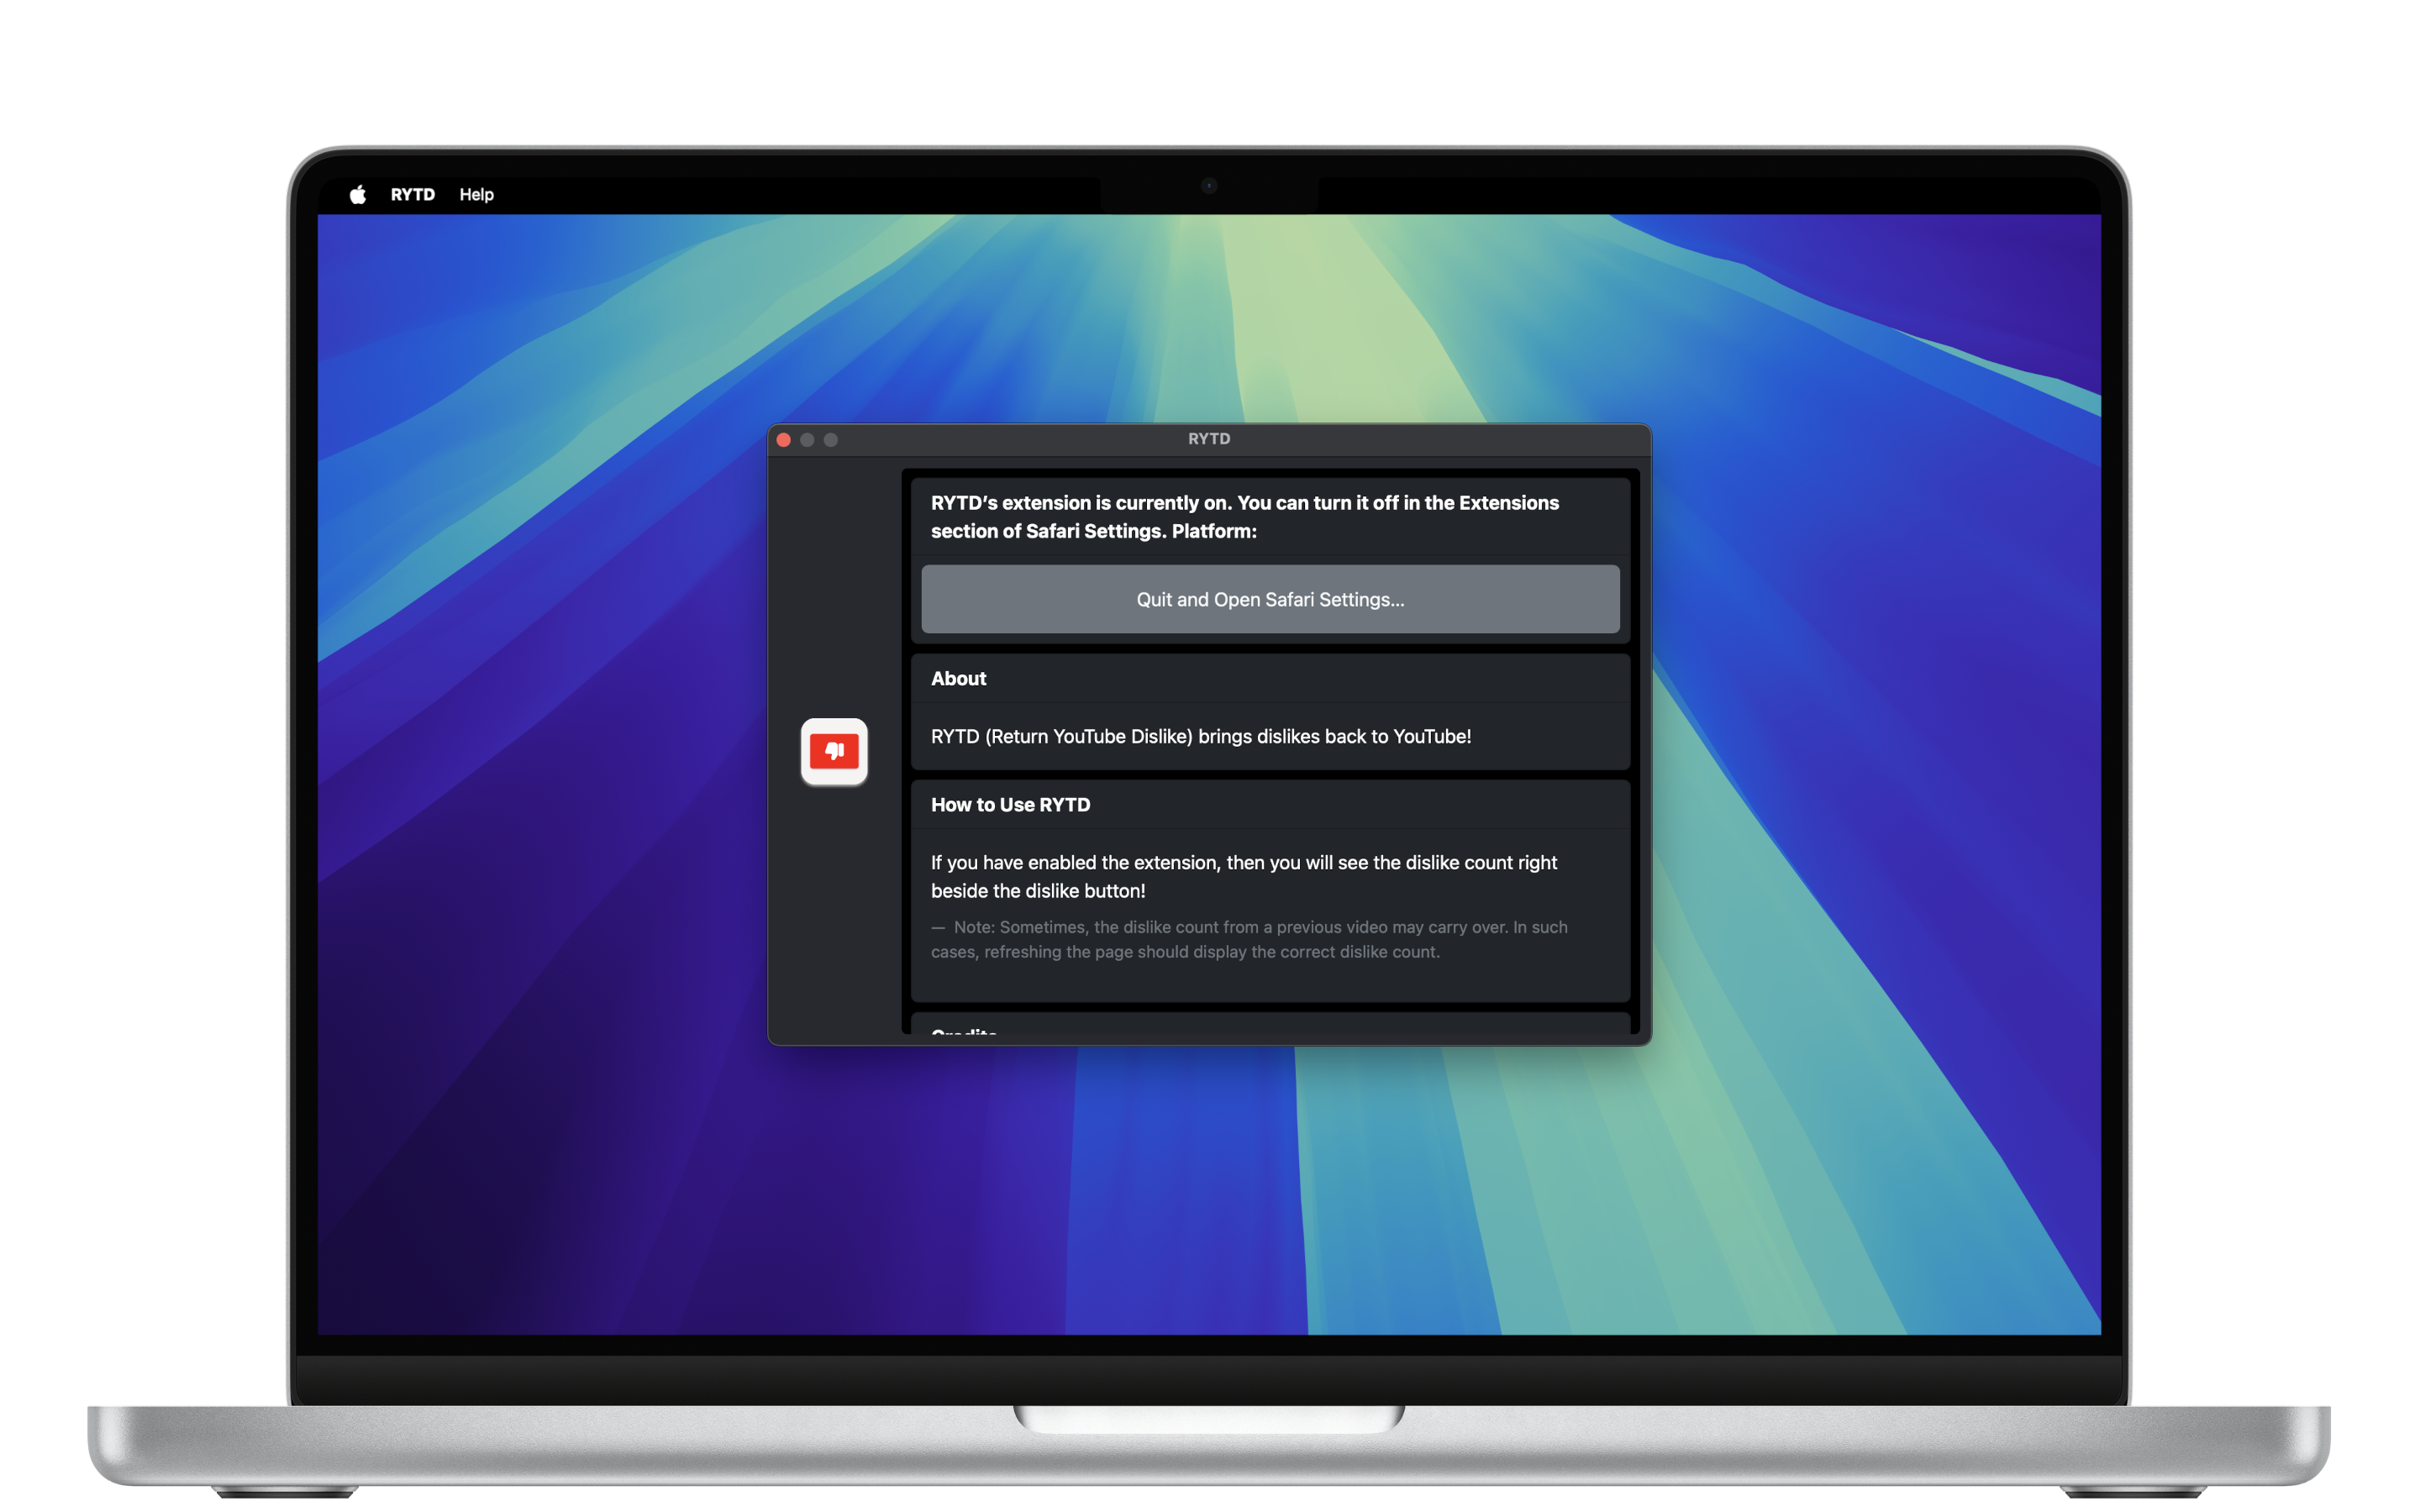 RYTD Help
RYTD
RYTD’s extension is currently on. You can turn it off in the Extensions
section of Safari Settings. Platform:
Quit and Open Safari Settings…
About
RYTD (Return YouTube Dislike) brings dislikes back to YouTube!
How to Use RYTD
If you have enabled the extension, then you will see the dislike count right
beside the dislike button!
— Note: Sometimes, the dislike count from a previous video may carry over. In such
cases, refreshing the page should display the correct dislike count.
Credits